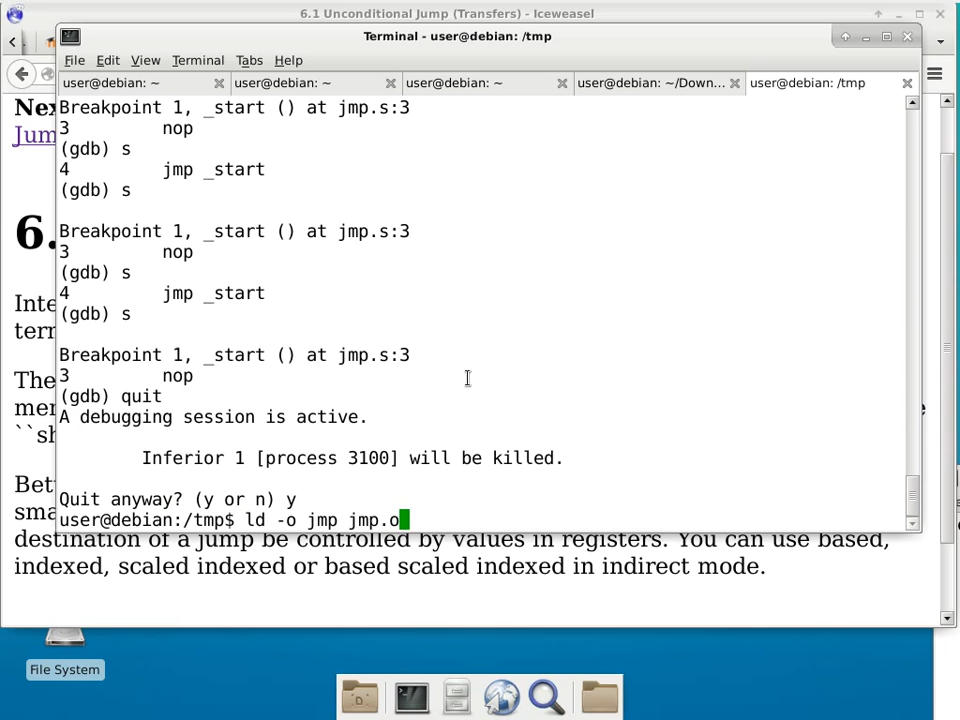 6.1 Unconditional Jump (Transfers) - Iceweasel
Terminal - user@debian: /tmp
File Edit View Terminal Tabs Help
user@debian: ~ user@debian: ~ user@debian: ~ user@debian: ~/Down... user@debian: /tmp
Breakpoint 1, _start () at jmp.s:3
3 nop
(gdb) s
4 jmp _start
(gdb) s
Breakpoint 1, _start () at jmp.s:3
3 nop
(gdb) s
4 jmp _start
(gdb) s
Breakpoint 1, _start () at jmp.s:3
3 nop
(gdb) quit
A debugging session is active.
Inferior 1 [process 3100] will be killed.
Quit anyway? (y or n) y
user@debian:/tmp$ ld -o jmp jmp.o
6.
The
destination of a jump be controlled by values in registers. You can use based,
indexed, scaled indexed or based scaled indexed in indirect mode.
File System